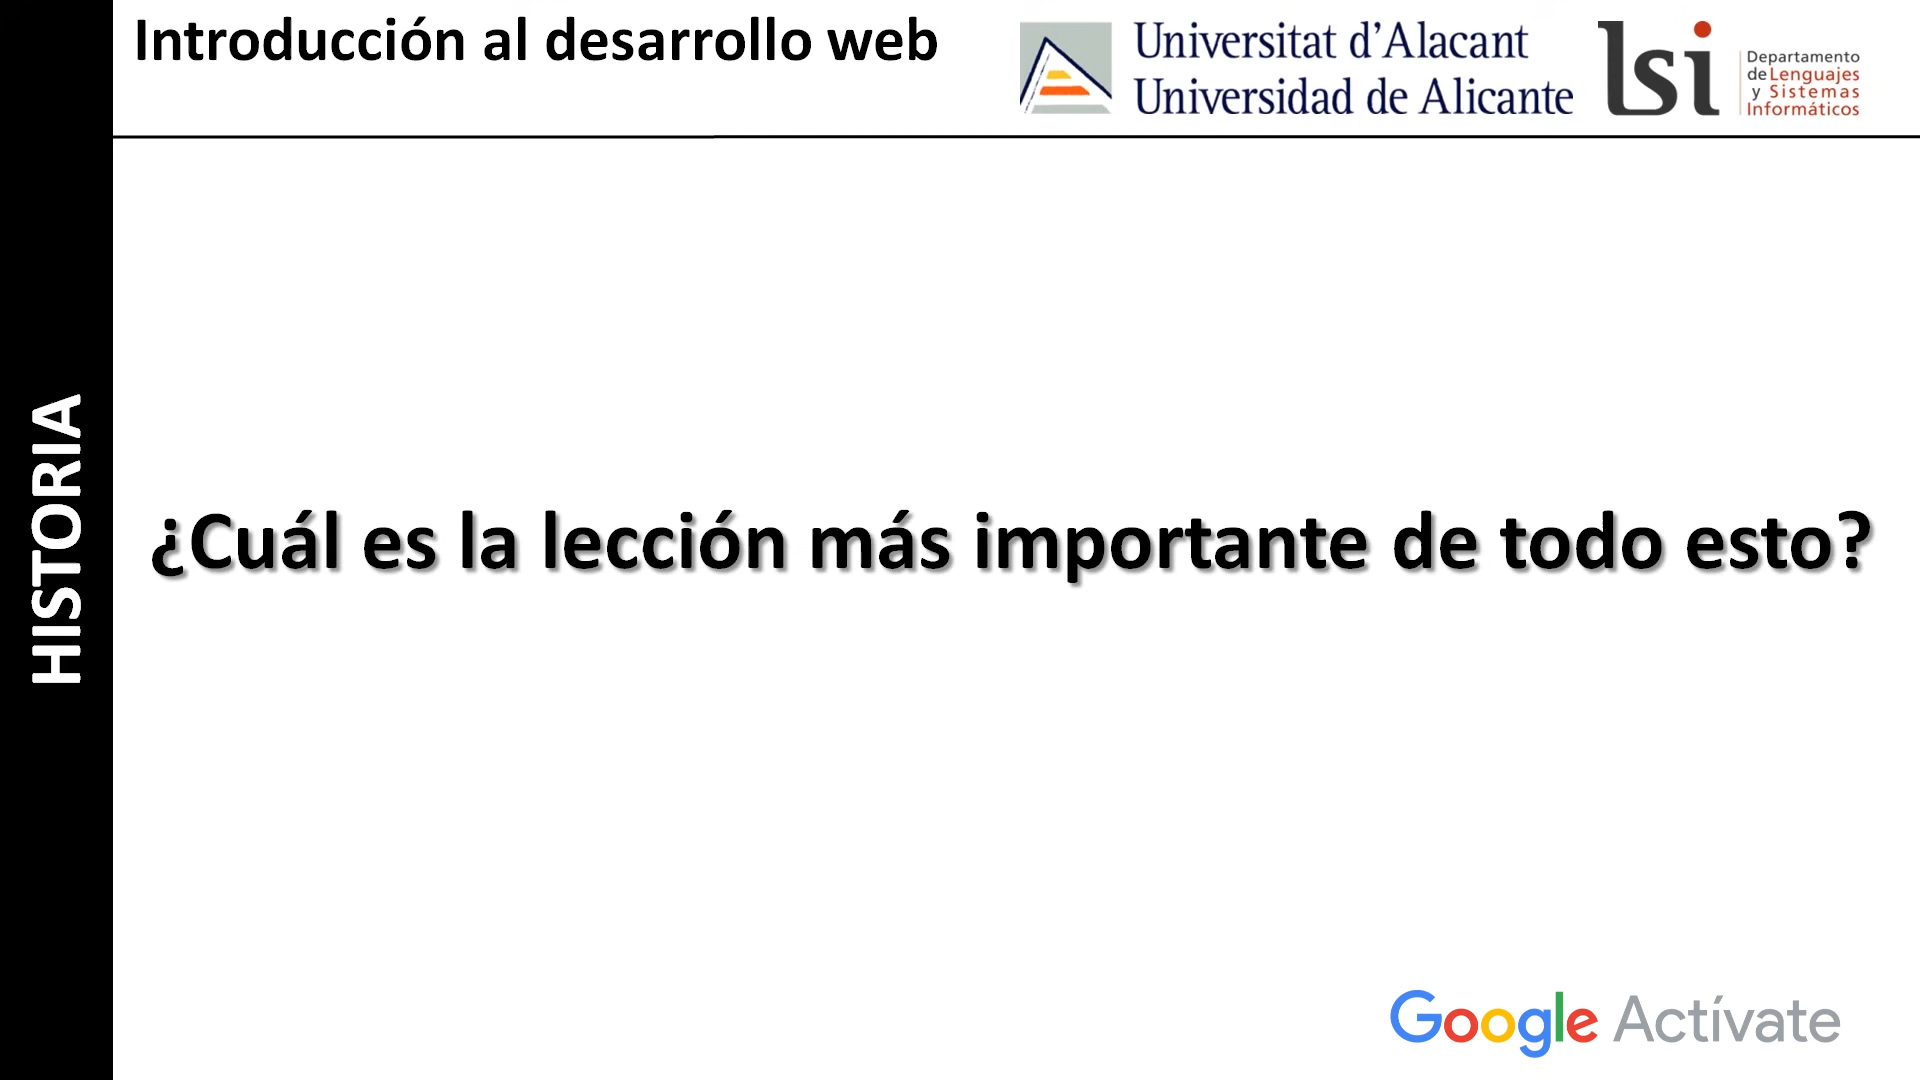 Introducción al desarrollo web
Universitat d’Alacant
Universidad de Alicante
lsi
Departamento
de Lenguajes
y Sistemas
Informáticos
HISTORIA
¿Cuál es la lección más importante de todo esto?
Google Actívate